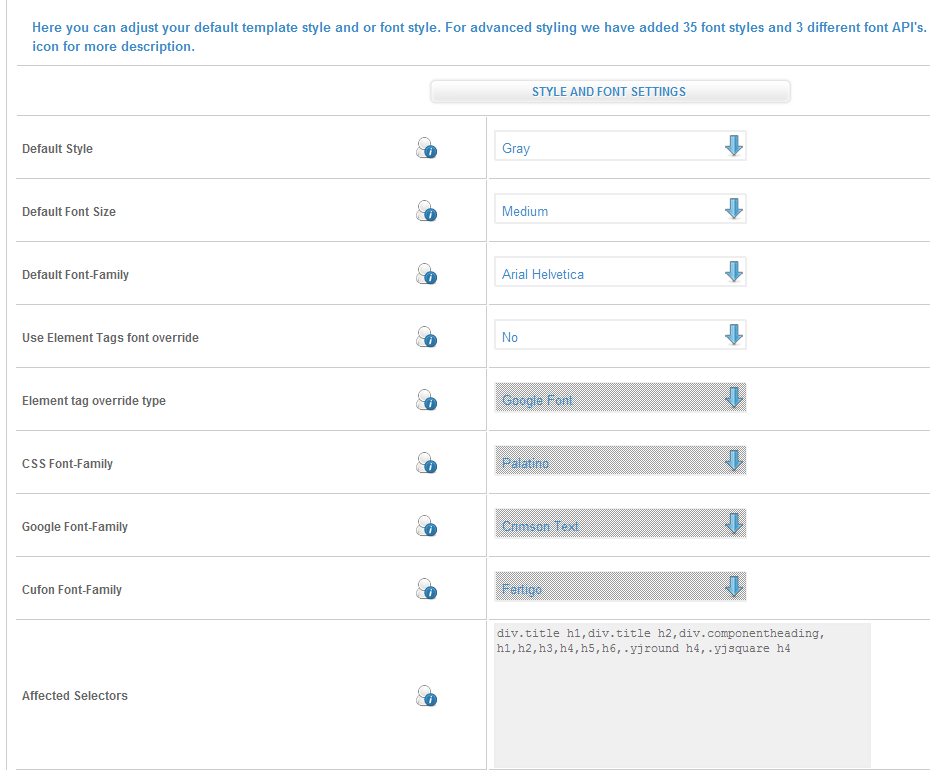 Here you can adjust your default template style and or font style. For advanced styling we have added 35 font styles and 3 different font API's.
icon for more description.
STYLE AND FONT SETTINGS
Default Style
Gray
Default Font Size
Medium
Default Font-Family
Arial Helvetica
Use Element Tags font override
No
Element tag override type
Google Font
CSS Font-Family
Palatino
Google Font-Family
Crimson Text
Cufon Font-Family
Fertigo
Affected Selectors
div.title h1,div.title h2,div.componentheading,
h1,h2,h3,h4,h5,h6,.yjround h4,.yjsquare h4